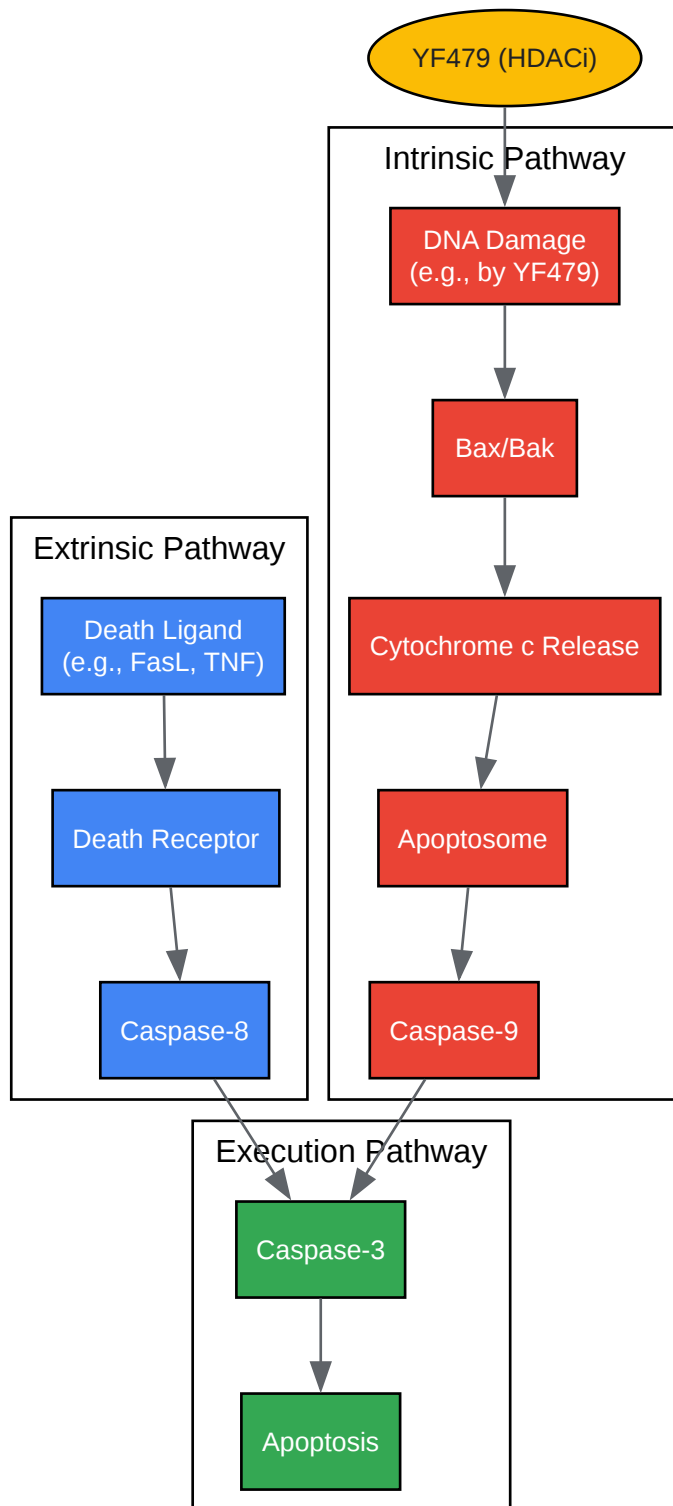 YF479 (HDACi)
Intrinsic Pathway
DNA Damage
(e.g., by YF479)
Bax/Bak
Cytochrome c Release
Apoptosome
Caspase-9
Extrinsic Pathway
Death Ligand
(e.g., FasL, TNF)
Death Receptor
Caspase-8
Execution Pathway
Caspase-3
Apoptosis